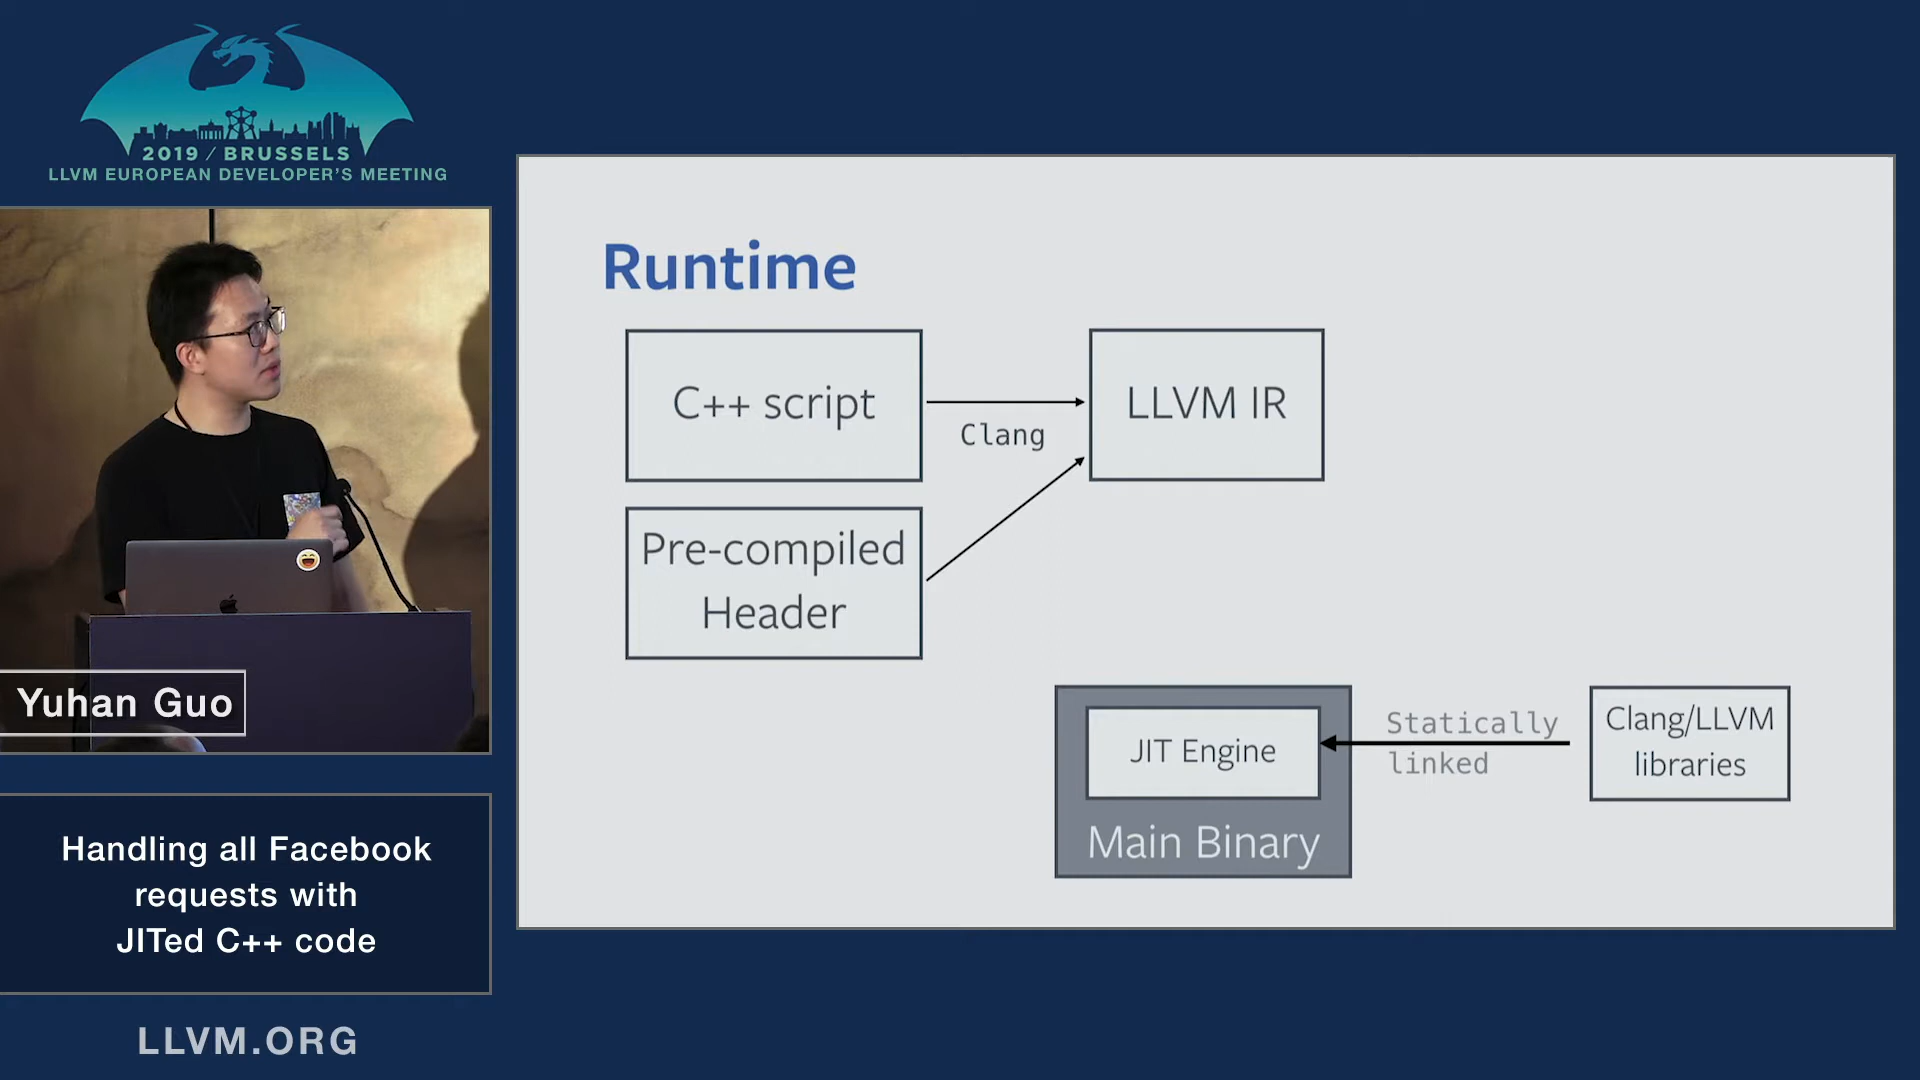 2019 / BRUSSELS
LLVM EUROPEAN DEVELOPER'S MEETING
Yuhan Guo
Handling all Facebook
requests with
JITed C++ code
LLVM.ORG
Runtime
C++ script
Clang
LLVM IR
Pre-compiled
Header
JIT Engine
Main Binary
Statically
linked
Clang/LLVM
libraries